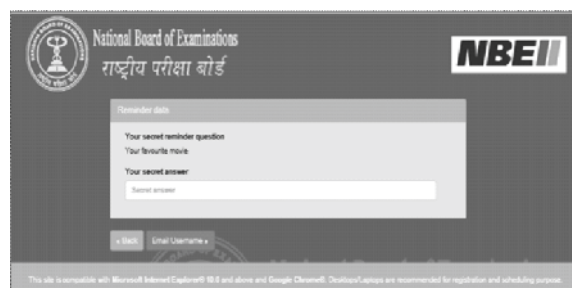 National Board of Examinations
राष्ट्रीय परीक्षा बोर्ड
NBE
Reminder data
Your secret reminder question
Your favourite movie
Your secret answer
Secret answer
« Back
Email Username »
This site is compatible with Microsoft Internet Explorer® 10.0 and above and Google Chrome®. Desktops/Laptops are recommended for registration and scheduling purpose.